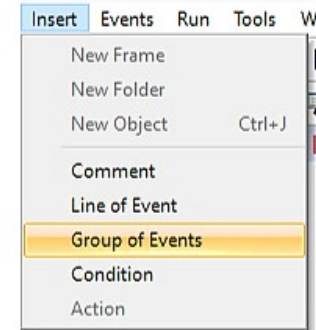 Insert Events Run Tools
New Frame
New Folder
New Object Ctrl+J
Comment
Line of Event
Group of Events
Condition
Action